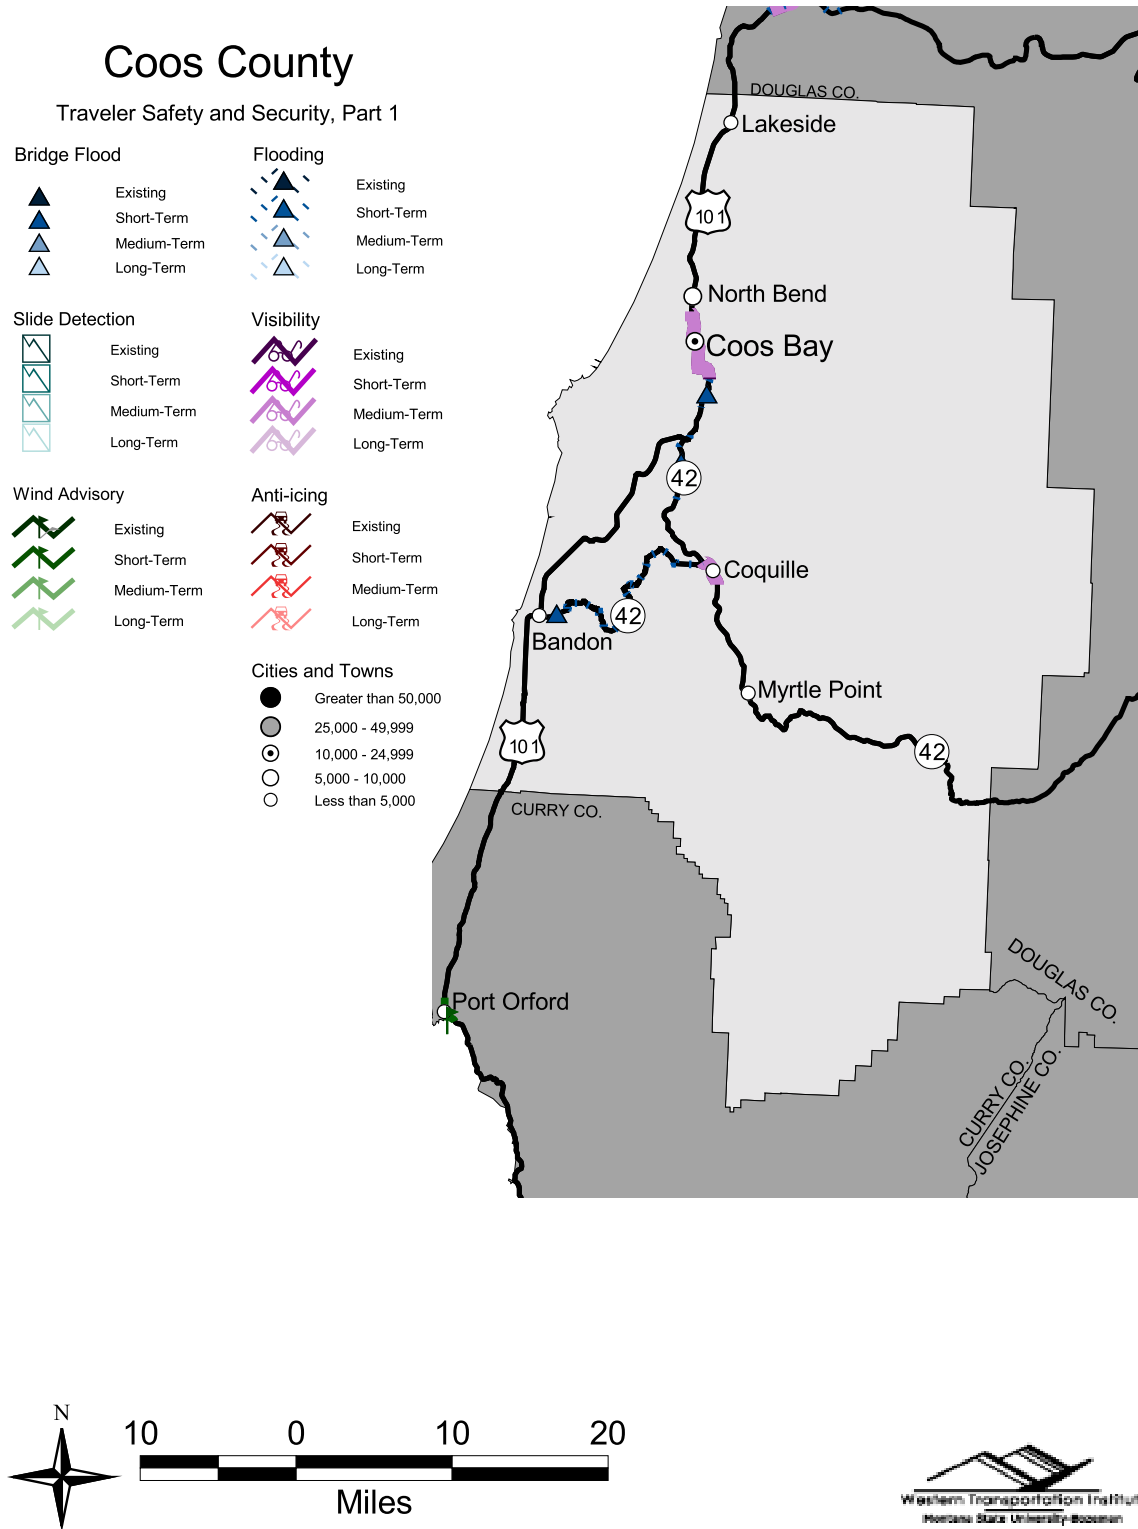 Coos County
Traveler Safety and Security, Part 1
Bridge Flood
Existing
Short-Term
Medium-Term
Long-Term
Flooding
Existing
Short-Term
Medium-Term
Long-Term
Slide Detection
Existing
Short-Term
Medium-Term
Long-Term
Visibility
Existing
Short-Term
Medium-Term
Long-Term
Wind Advisory
Existing
Short-Term
Medium-Term
Long-Term
Anti-icing
Existing
Short-Term
Medium-Term
Long-Term
Cities and Towns
Greater than 50,000
25,000 - 49,999
10,000 - 24,999
5,000 - 10,000
Less than 5,000
DOUGLAS CO.
Lakeside
101
North Bend
Coos Bay
42
Coquille
42
Bandon
Myrtle Point
101
42
CURRY CO.
Port Orford
DOUGLAS CO.
CURRY CO.
JOSEPHINE CO.
N
10 0 10 20
Miles
Western Transportation Institut
Montana State University-Bozeman